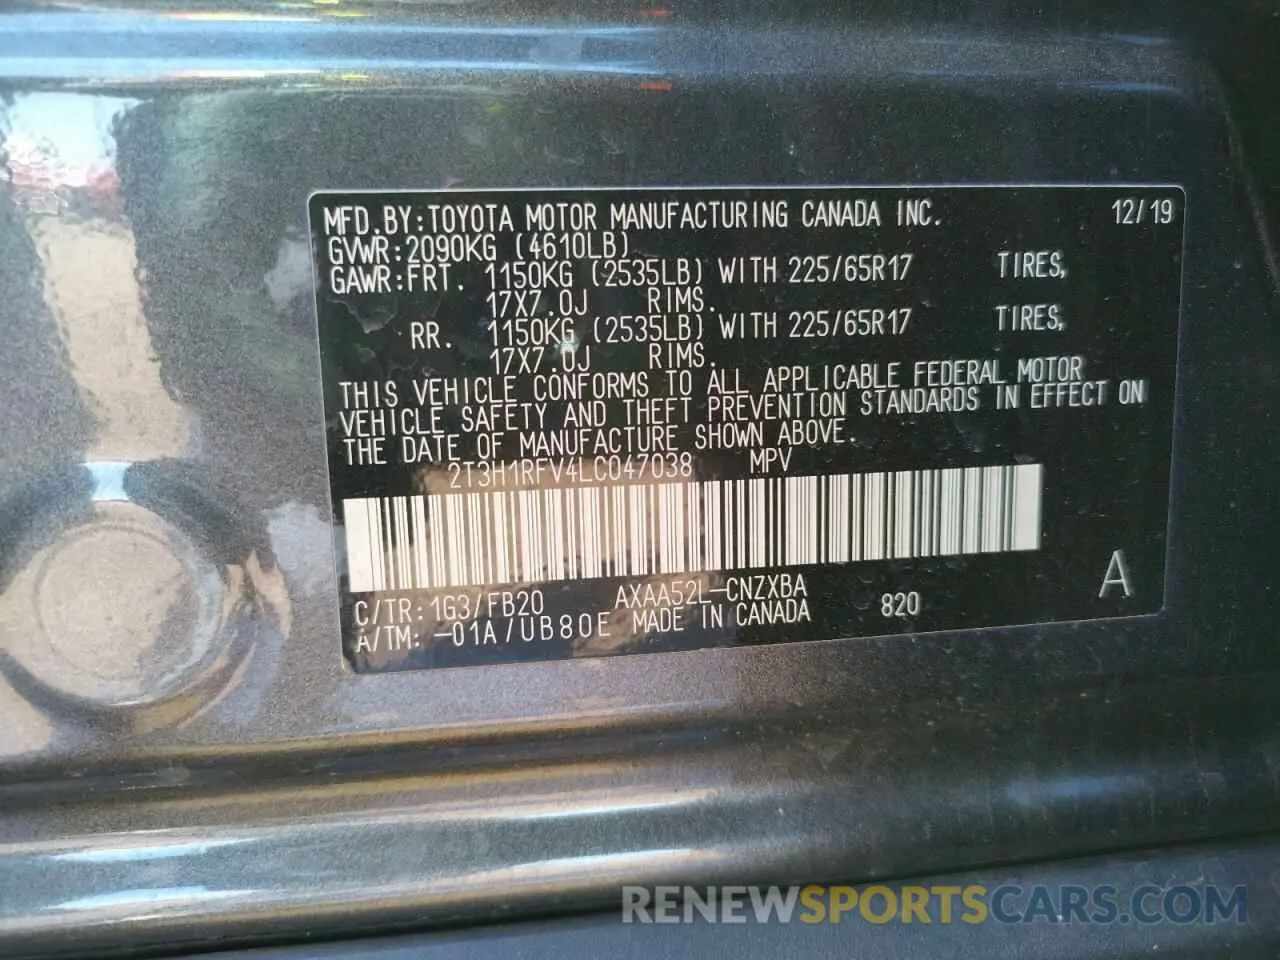 MFD.BY:TOYOTA MOTOR MANUFACTURING CANADA INC. 12/19
GVWR:2090KG (4610LB)
GAWR:FRT. 1150KG (2535LB) WITH 225/65R17 TIRES,
17X7.0J RIMS.
RR. 1150KG (2535LB) WITH 225/65R17 TIRES,
17X7.0J RIMS.
THIS VEHICLE CONFORMS TO ALL APPLICABLE FEDERAL MOTOR
VEHICLE SAFETY AND THEFT PREVENTION STANDARDS IN EFFECT ON
THE DATE OF MANUFACTURE SHOWN ABOVE.
2T3H1RFV4LC047038 MPV
C/TR:1G3/FB20 AXAA52L-CNZXBA 820 A
A/TM:-01A/UB80E MADE IN CANADA
RENEWSPORTSCARS.COM